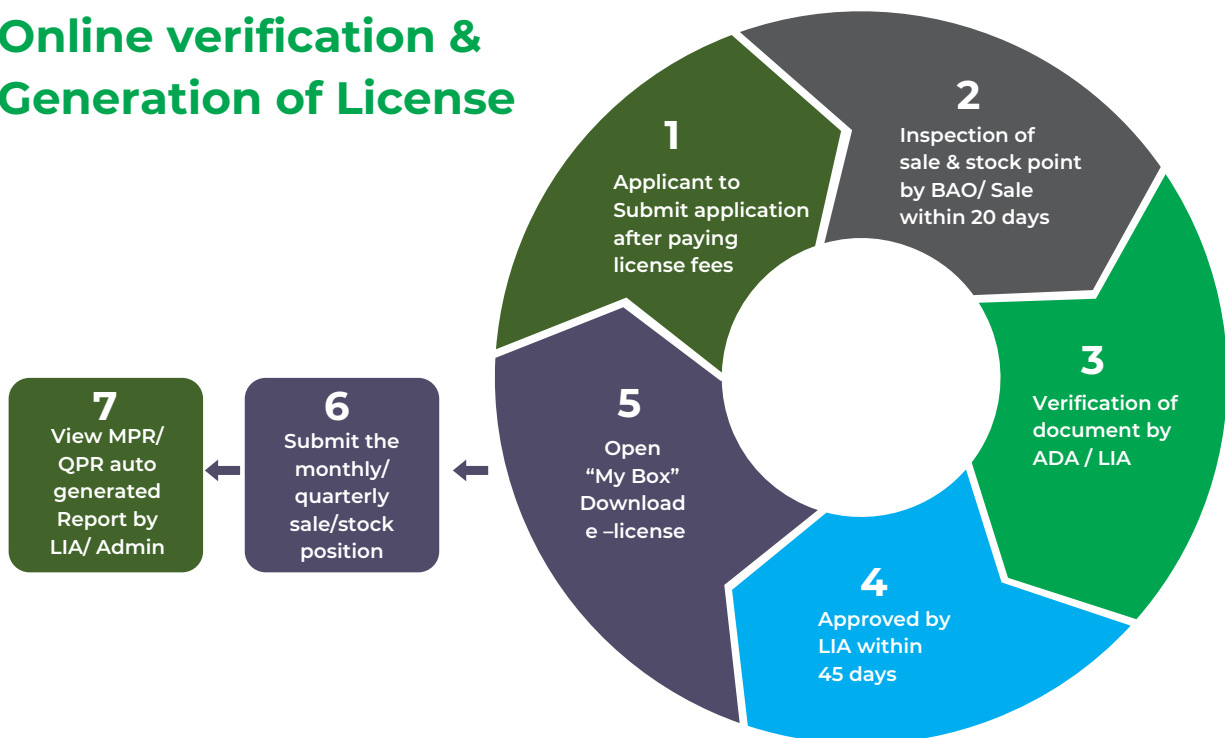 Online verification &
Generation of License
1
Applicant to
Submit application
after paying
license fees
2
Inspection of
sale & stock point
by BAO/ Sale
within 20 days
3
Verification of
document by
ADA / LIA
4
Approved by
LIA within
45 days
5
Open
“My Box”
Download
e –license
6
Submit the
monthly/
quarterly
sale/stock
position
7
View MPR/
QPR auto
generated
Report by
LIA/ Admin